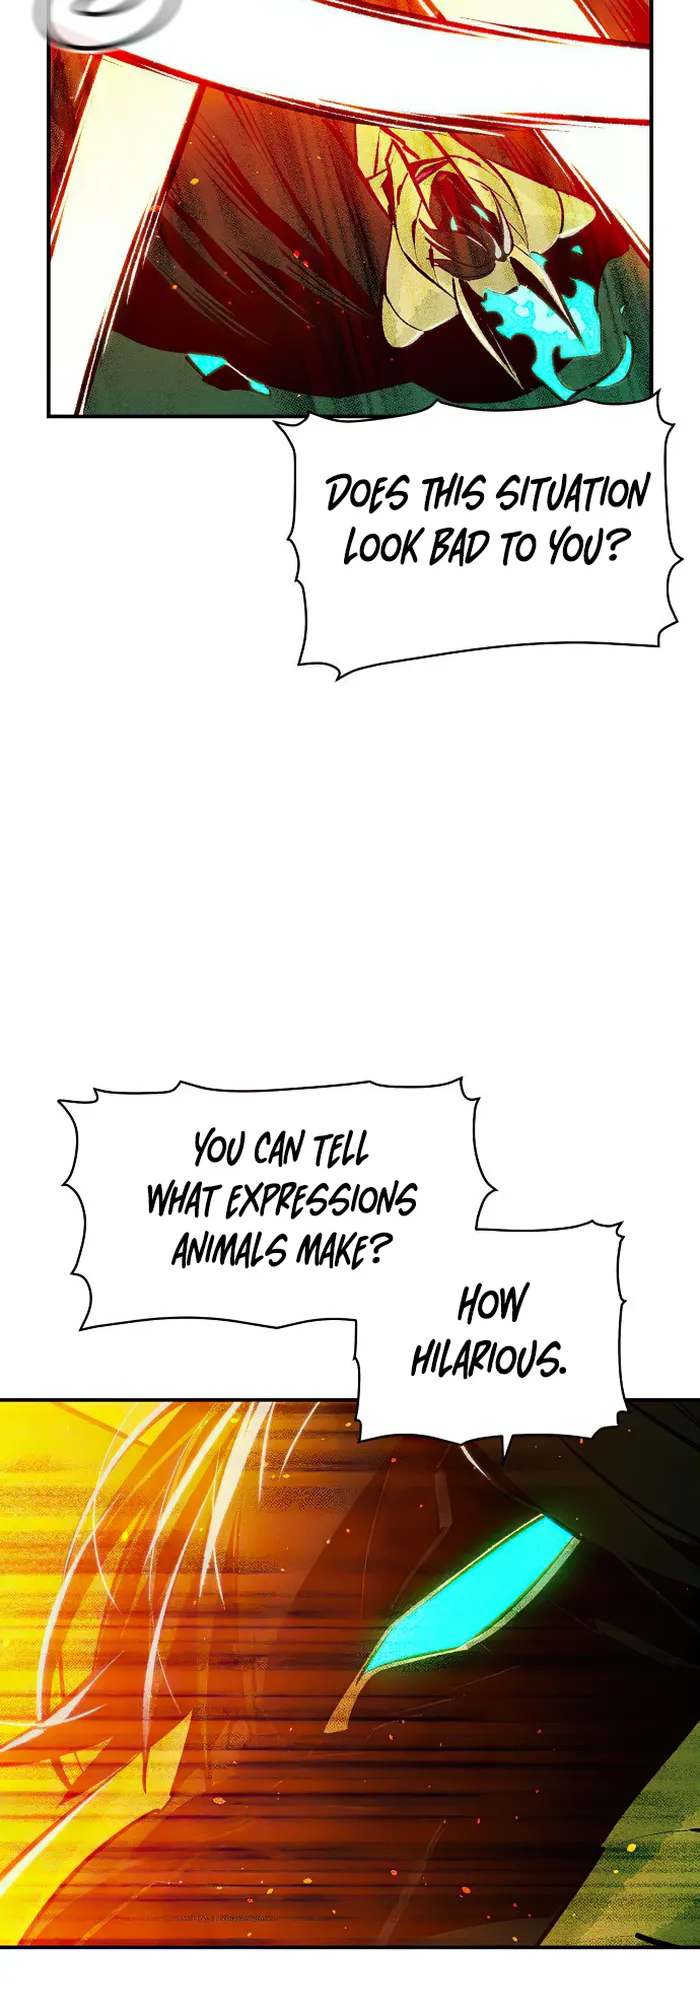 DOES THIS SITUATION
LOOK BAD TO YOU?
YOU CAN TELL
WHAT EXPRESSIONS
ANIMALS MAKE?
HOW
HILARIOUS.